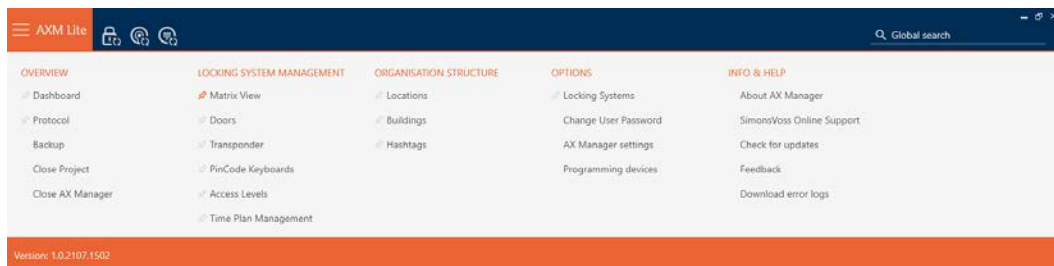 AXM Lite
Global search
OVERVIEW
Dashboard
Protocol
Backup
Close Project
Close AX Manager
LOCKING SYSTEM MANAGEMENT
Matrix View
Doors
Transponder
PinCode Keyboards
Access Levels
Time Plan Management
ORGANISATION STRUCTURE
Locations
Buildings
Hashtags
OPTIONS
Locking Systems
Change User Password
AX Manager settings
Programming devices
INFO & HELP
About AX Manager
SimonsVoss Online Support
Check for updates
Feedback
Download error logs
Version: 1.0.2107.1502